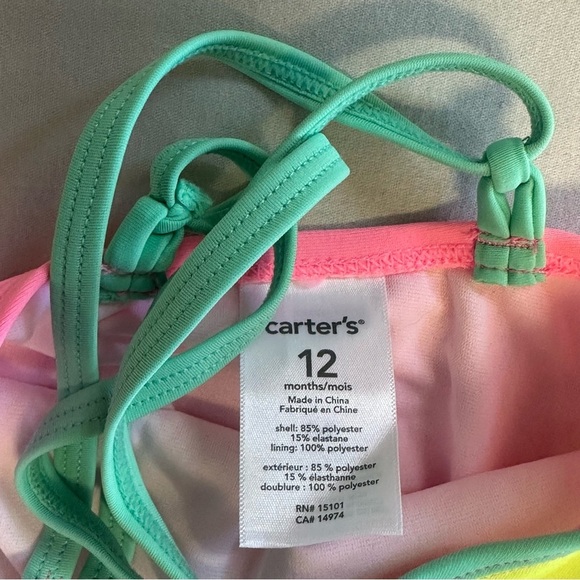 carter's®
12
months/mois
Made in China
Fabriqué en Chine
shell: 85% polyester
15% elastane
lining: 100% polyester
extérieur : 85 % polyester
15 % élasthanne
doublure : 100 % polyester
RN# 15101
CA# 14974